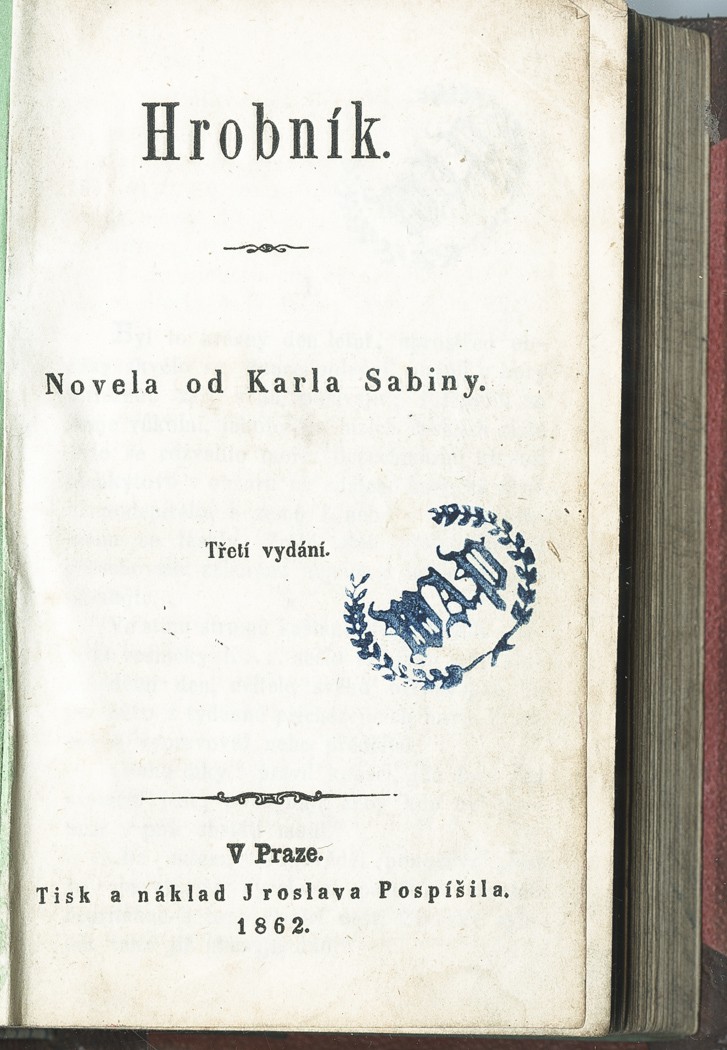 Hrobník.
Novela od Karla Sabiny.
Třetí vydání.
V Praze.
Tisk a náklad Jroslava Pospíšila.
1862.